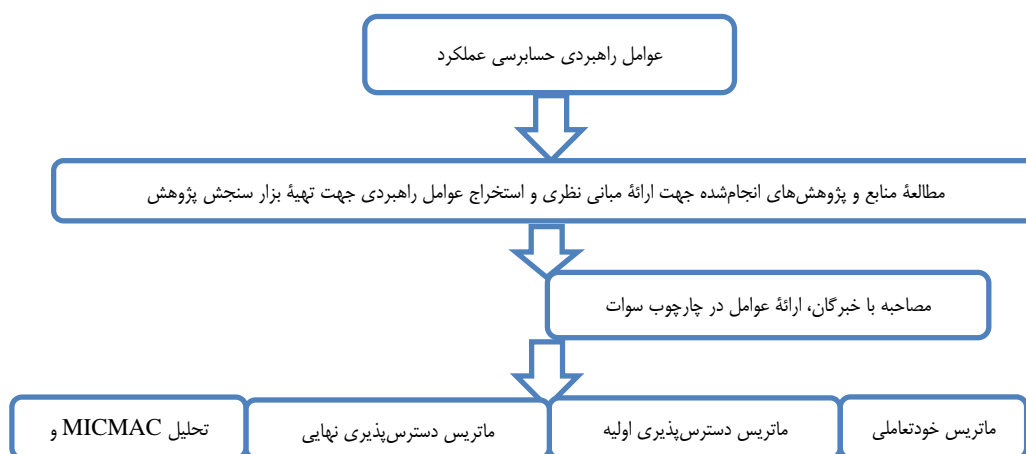 عوامل راهبردی حسابرسی عملکرد
مطالعۀ منابع و پژوهش‌های انجام‌شده جهت ارائۀ مبانی نظری و استخراج عوامل راهبردی جهت تهیۀ بزار سنجش پژوهش
مصاحبه با خبرگان، ارائۀ عوامل در چارچوب سوات
ماتریس خودتعاملی
ماتریس دسترس‌پذیری اولیه
ماتریس دسترس‌پذیری نهایی
تحلیل MICMAC و